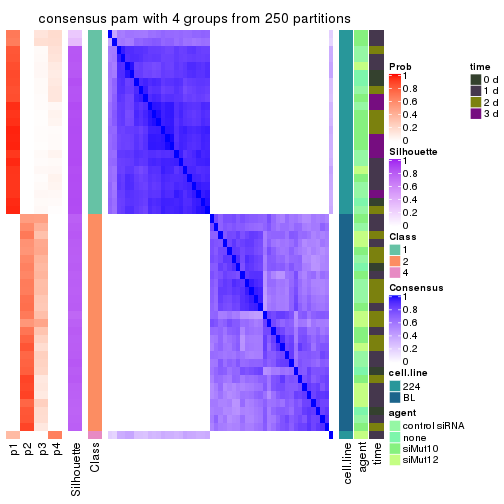 consensus pam with 4 groups from 250 partitions
Prob
1
0.8
0.6
0.4
0.2
0
time
0 d
1 d
2 d
3 d
Silhouette
1
0.8
0.6
0.4
0.2
0
Class
1
2
4
Consensus
1
0.8
0.6
0.4
0.2
0
cell.line
224
BL
agent
control siRNA
none
siMut10
siMut12
p1
p2
p3
p4
Silhouette
Class
cell.line
agent
time